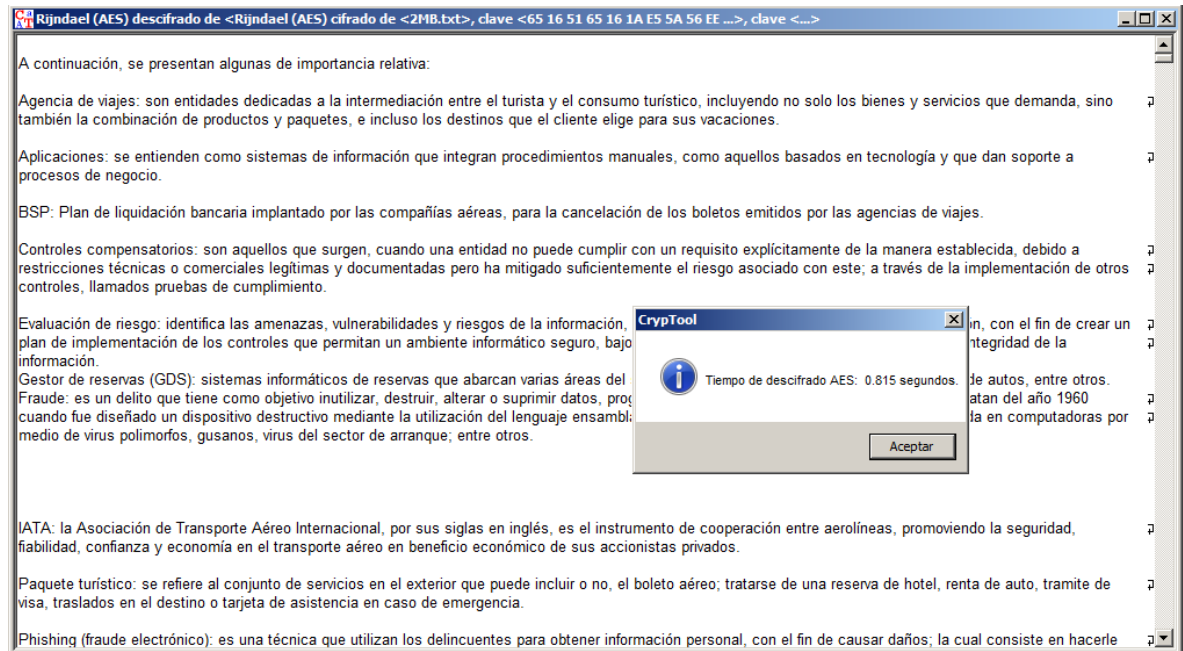 Rijndael (AES) descifrado de <Rijndael (AES) cifrado de <2MB.txt>, clave <65 16 51 65 16 1A E5 5A 56 EE ...>, clave <...>
A continuación, se presentan algunas de importancia relativa:
Agencia de viajes: son entidades dedicadas a la intermediación entre el turista y el consumo turístico, incluyendo no solo los bienes y servicios que demanda, sino
también la combinación de productos y paquetes, e incluso los destinos que el cliente elige para sus vacaciones.
Aplicaciones: se entienden como sistemas de información que integran procedimientos manuales, como aquellos basados en tecnología y que dan soporte a
procesos de negocio.
BSP: Plan de liquidación bancaria implantado por las compañías aéreas, para la cancelación de los boletos emitidos por las agencias de viajes.
Controles compensatorios: son aquellos que surgen, cuando una entidad no puede cumplir con un requisito explícitamente de la manera establecida, debido a
restricciones técnicas o comerciales legítimas y documentadas pero ha mitigado suficientemente el riesgo asociado con este; a través de la implementación de otros
controles, llamados pruebas de cumplimiento.
Evaluación de riesgo: identifica las amenazas, vulnerabilidades y riesgos de la información, n, con el fin de crear un
plan de implementación de los controles que permitan un ambiente informático seguro, bajo ntegridad de la
información.
Gestor de reservas (GDS): sistemas informáticos de reservas que abarcan varias áreas del de autos, entre otros.
Fraude: es un delito que tiene como objetivo inutilizar, destruir, alterar o suprimir datos, prog atan del año 1960
cuando fue diseñado un dispositivo destructivo mediante la utilización del lenguaje ensambla da en computadoras por
medio de virus polimorfos, gusanos, virus del sector de arranque; entre otros.
CrypTool
Tiempo de descifrado AES: 0.815 segundos.
Aceptar
IATA: la Asociación de Transporte Aéreo Internacional, por sus siglas en inglés, es el instrumento de cooperación entre aerolíneas, promoviendo la seguridad,
fiabilidad, confianza y economía en el transporte aéreo en beneficio económico de sus accionistas privados.
Paquete turístico: se refiere al conjunto de servicios en el exterior que puede incluir o no, el boleto aéreo; tratarse de una reserva de hotel, renta de auto, tramite de
visa, traslados en el destino o tarjeta de asistencia en caso de emergencia.
Phishing (fraude electrónico): es una técnica que utilizan los delincuentes para obtener información personal, con el fin de causar daños; la cual consiste en hacerle